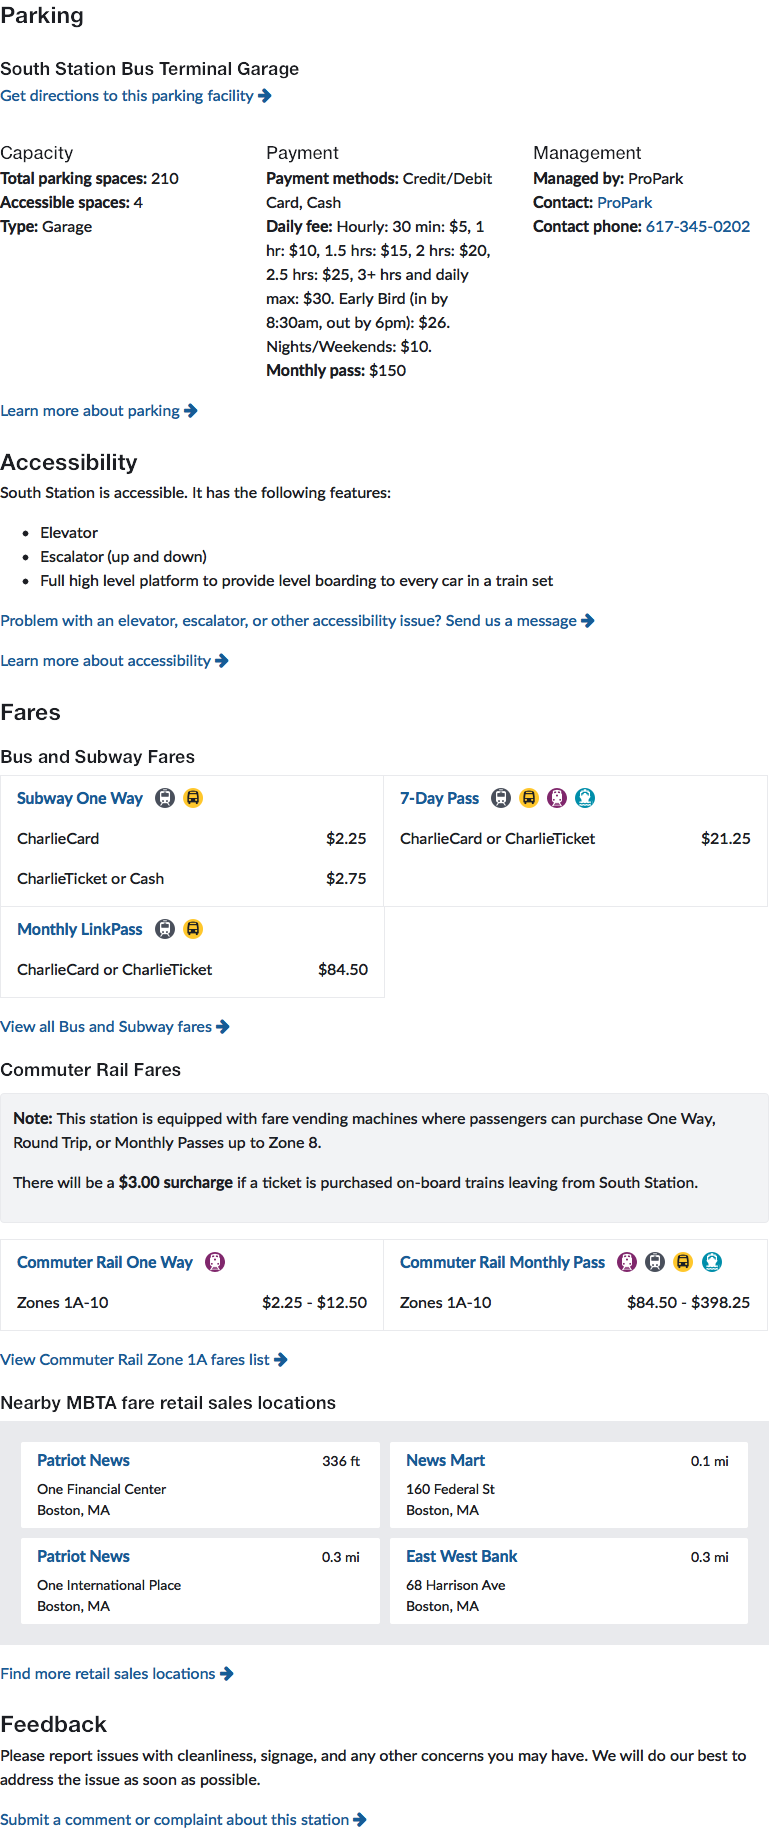 Parking
South Station Bus Terminal Garage
Get directions to this parking facility
Capacity
Total parking spaces: 210
Accessible spaces: 4
Type: Garage
Payment
Payment methods: Credit/Debit
Card, Cash
Daily fee: Hourly: 30 min: $5, 1
hr: $10, 1.5 hrs: $15, 2 hrs: $20,
2.5 hrs: $25, 3+ hrs and daily
max: $30. Early Bird (in by
8:30am, out by 6pm): $26.
Nights/Weekends: $10.
Monthly pass: $150
Management
Managed by: ProPark
Contact: ProPark
Contact phone: 617-345-0202
Learn more about parking
Accessibility
South Station is accessible. It has the following features:
• Elevator
• Escalator (up and down)
• Full high level platform to provide level boarding to every car in a train set
Problem with an elevator, escalator, or other accessibility issue? Send us a message
Learn more about accessibility
Fares
Bus and Subway Fares
Subway One Way
CharlieCard $2.25
CharlieTicket or Cash $2.75
7-Day Pass
CharlieCard or CharlieTicket $21.25
Monthly LinkPass
CharlieCard or CharlieTicket $84.50
View all Bus and Subway fares
Commuter Rail Fares
Note: This station is equipped with fare vending machines where passengers can purchase One Way,
Round Trip, or Monthly Passes up to Zone 8.
There will be a $3.00 surcharge if a ticket is purchased on-board trains leaving from South Station.
Commuter Rail One Way
Zones 1A-10 $2.25 - $12.50
Commuter Rail Monthly Pass
Zones 1A-10 $84.50 - $398.25
View Commuter Rail Zone 1A fares list
Nearby MBTA fare retail sales locations
Patriot News 336 ft
One Financial Center
Boston, MA
News Mart 0.1 mi
160 Federal St
Boston, MA
Patriot News 0.3 mi
One International Place
Boston, MA
East West Bank 0.3 mi
68 Harrison Ave
Boston, MA
Find more retail sales locations
Feedback
Please report issues with cleanliness, signage, and any other concerns you may have. We will do our best to
address the issue as soon as possible.
Submit a comment or complaint about this station